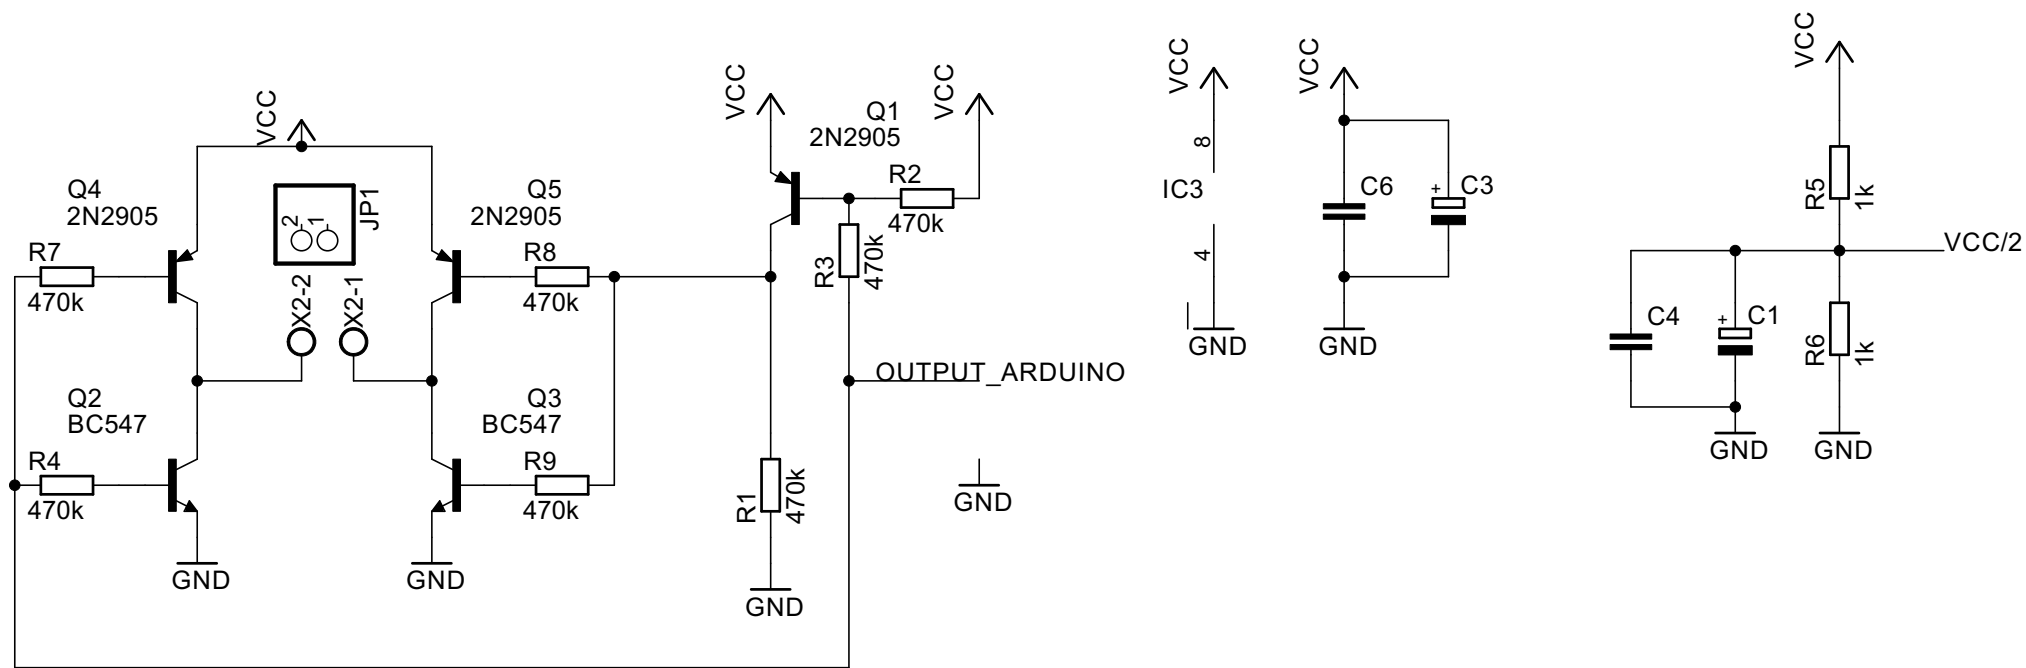 VCC
Q4
2N2905
R7
470k
JP1
2
1
X2-2
X2-1
Q5
2N2905
R8
470k
Q2
BC547
R4
470k
GND
Q3
BC547
R9
470k
GND
VCC
Q1
2N2905
VCC
R2
470k
R3
470k
OUTPUT_ARDUINO
R1
470k
GND
GND
VCC
8
IC3
4
GND
VCC
C6
+
C3
GND
VCC
R5
1k
VCC/2
C4
+
C1
R6
1k
GND
GND